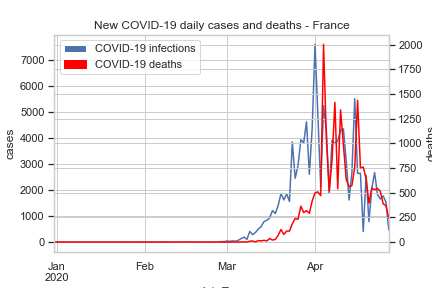 New COVID-19 daily cases and deaths - France
COVID-19 infections
COVID-19 deaths
cases
deaths
7000
6000
5000
4000
3000
2000
1000
0
2000
1750
1500
1250
1000
750
500
250
0
Jan
2020
Feb
Mar
Apr